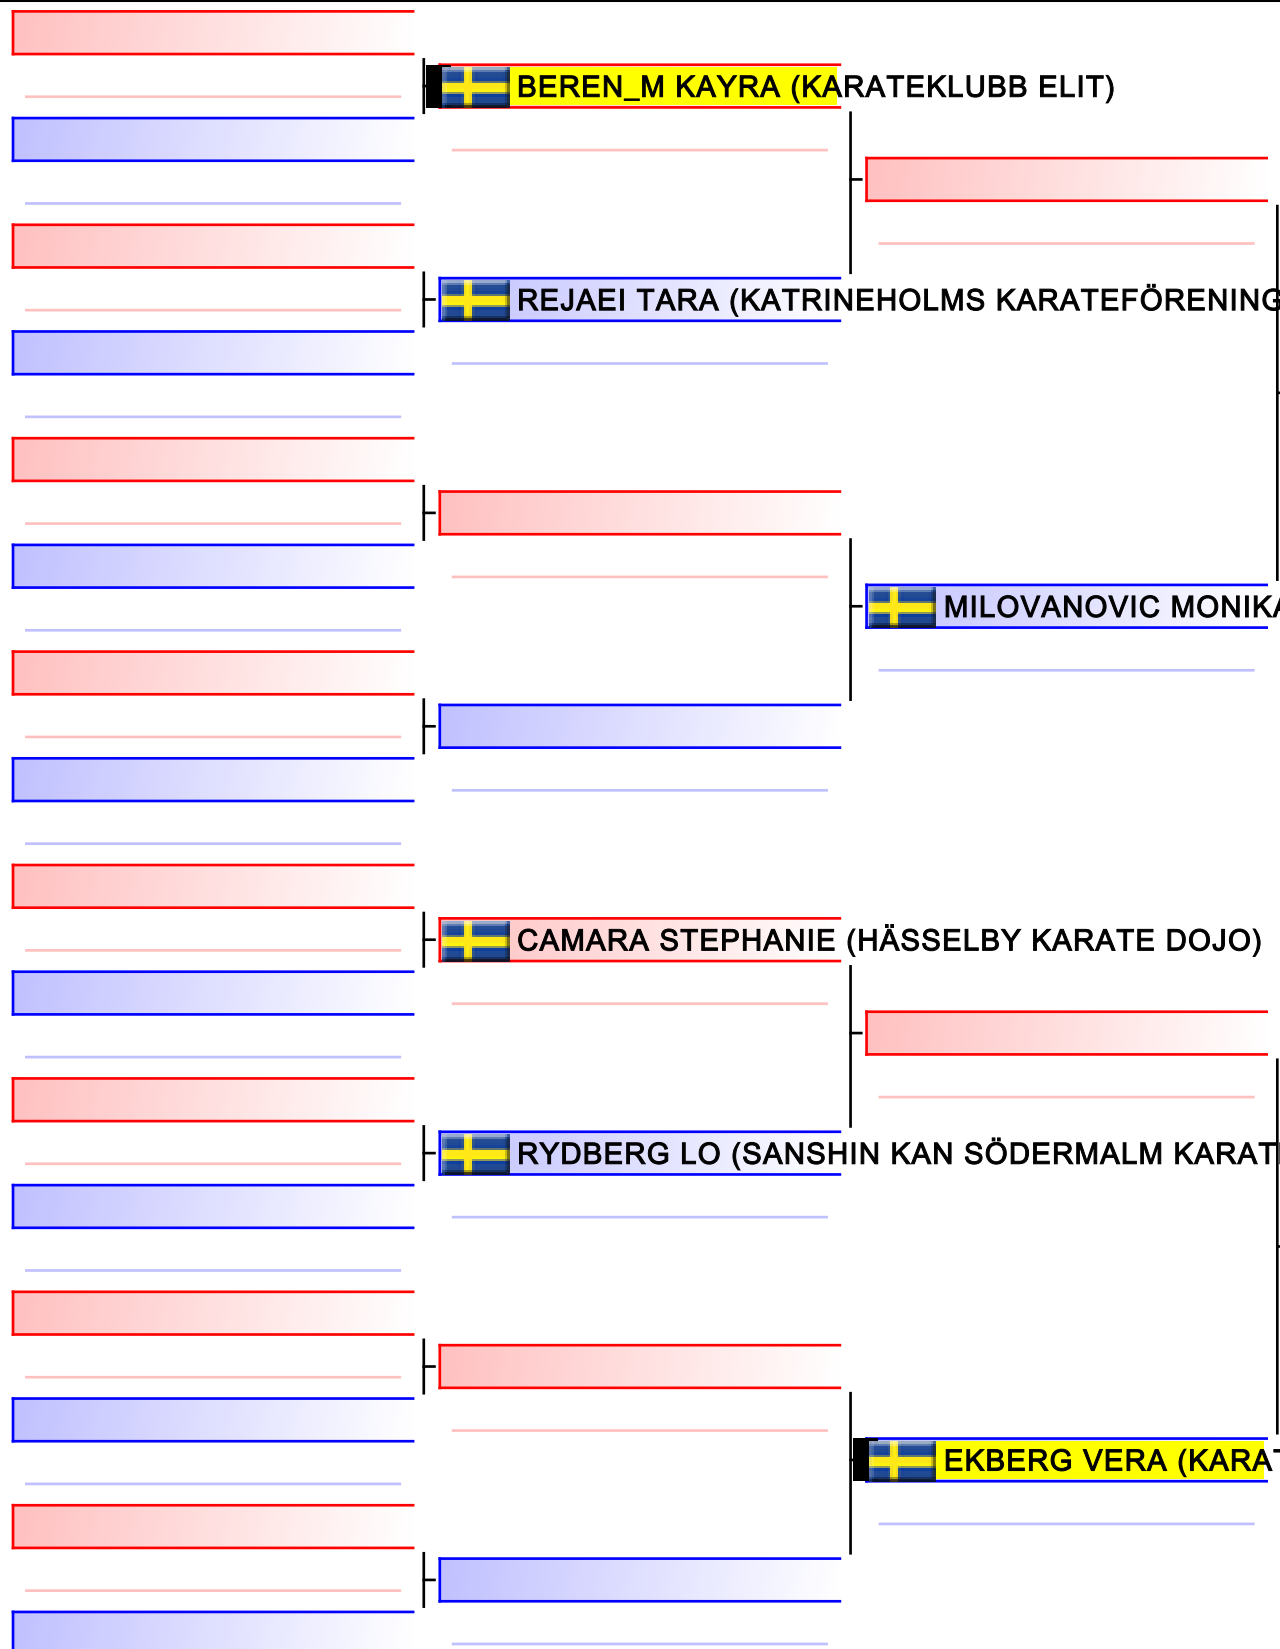 BEREN_M KAYRA (KARATEKLUBB ELIT)
REJAEI TARA (KATRINEHOLMS KARATEFÖRENING
MILOVANOVIC MONIKA
CAMARA STEPHANIE (HÄSSELBY KARATE DOJO)
RYDBERG LO (SANSHIN KAN SÖDERMALM KARAT
EKBERG VERA (KARAT